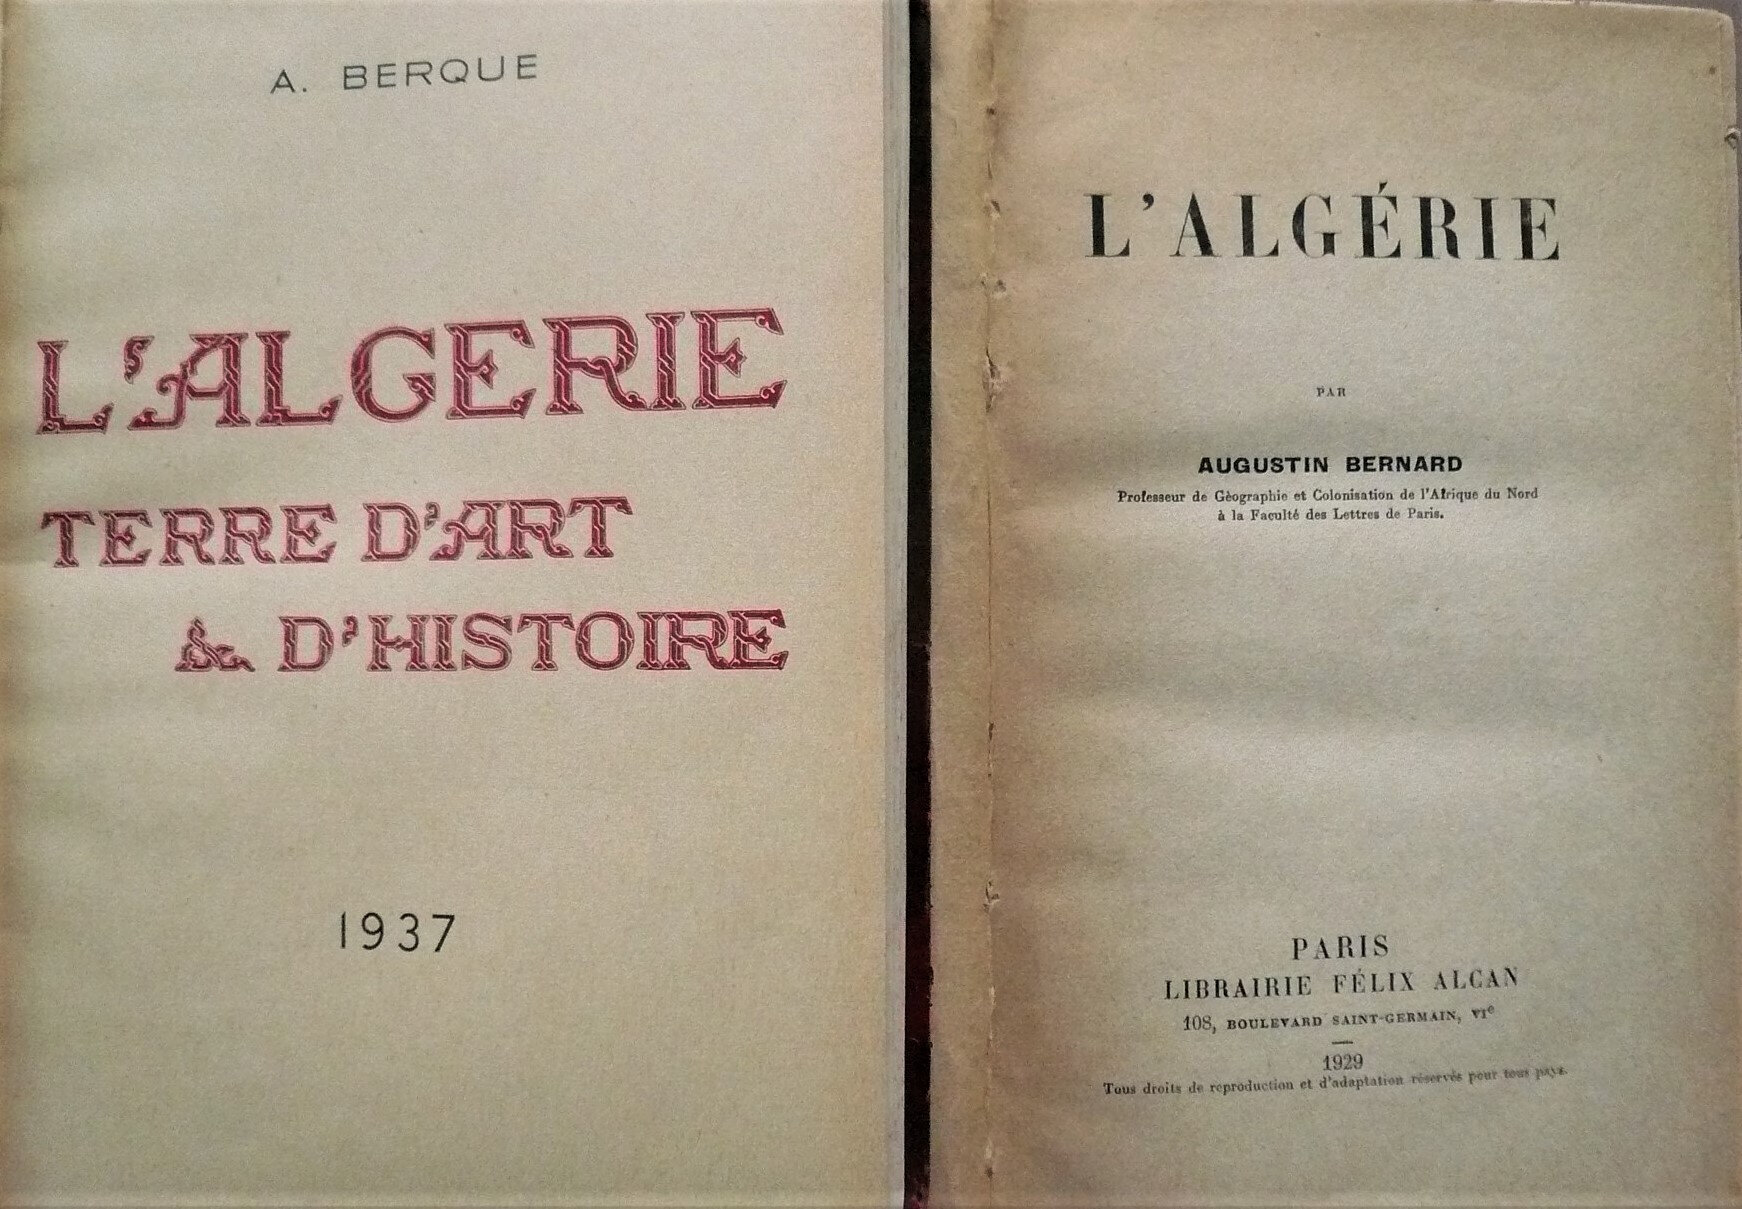 A. BERQUE
L'ALGERIE
TERRE D'ART
& D'HISTOIRE
1937
L'ALGÉRIE
PAR
AUGUSTIN BERNARD
Professeur de Géographie et Colonisation de l'Afrique du Nord
à la Faculté des Lettres de Paris.
PARIS
LIBRAIRIE FÉLIX ALCAN
108, BOULEVARD SAINT-GERMAIN, VIe
1929
Tous droits de reproduction et d'adaptation réservés pour tous pays.